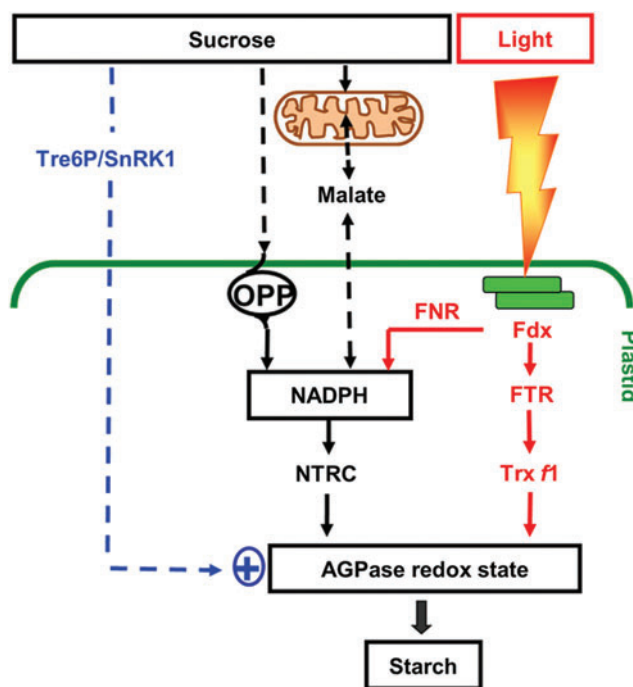 Sucrose
Light
Tre6P/SnRK1
Malate
OPP
FNR
Fdx
Plastid
NADPH
FTR
NTRC
Trx f1
+
AGPase redox state
Starch